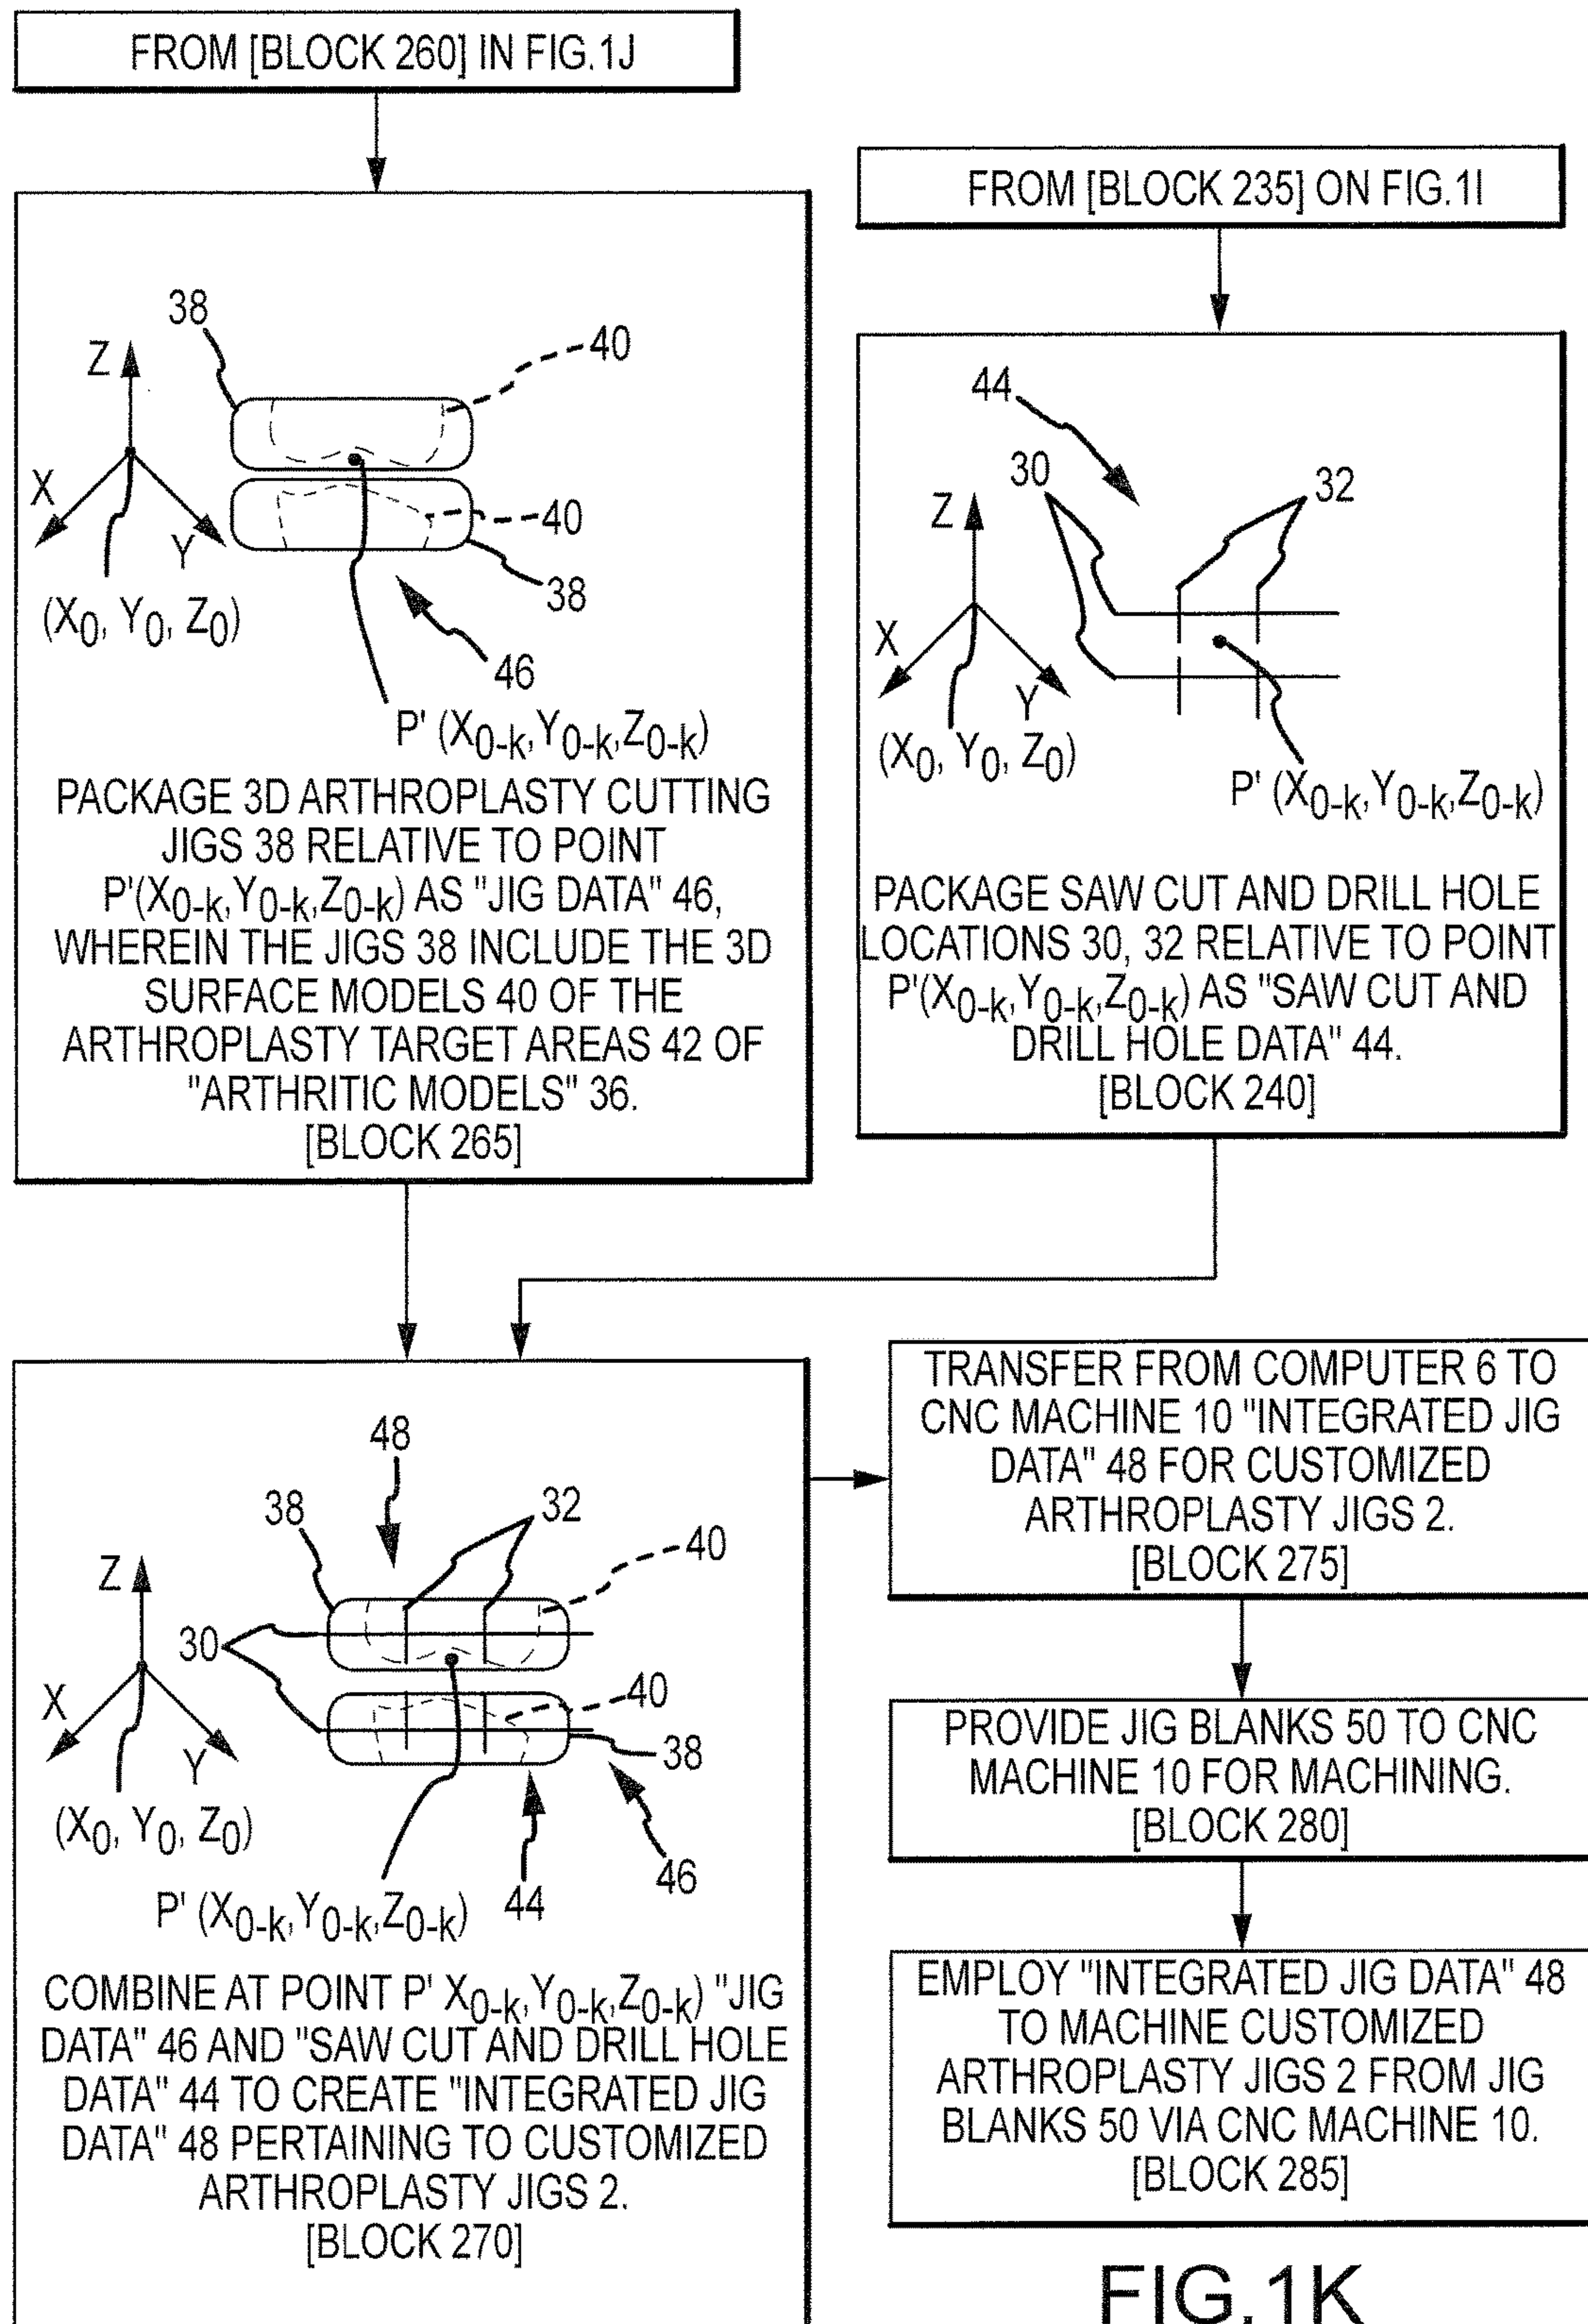 FROM [BLOCK 260] IN FIG.1J
38
40
Z
X
Y
40
38
(X0, Y0, Z0)
46
P' (X0-k,Y0-k,Z0-k)
PACKAGE 3D ARTHROPLASTY CUTTING
JIGS 38 RELATIVE TO POINT
P'(X0-k,Y0-k,Z0-k) AS "JIG DATA" 46,
WHEREIN THE JIGS 38 INCLUDE THE 3D
SURFACE MODELS 40 OF THE
ARTHROPLASTY TARGET AREAS 42 OF
"ARTHRITIC MODELS" 36.
[BLOCK 265]
FROM [BLOCK 235] ON FIG.1I
44
30
32
Z
X
Y
(X0, Y0, Z0)
P' (X0-k,Y0-k,Z0-k)
PACKAGE SAW CUT AND DRILL HOLE
LOCATIONS 30, 32 RELATIVE TO POINT
P'(X0-k,Y0-k,Z0-k) AS "SAW CUT AND
DRILL HOLE DATA" 44.
[BLOCK 240]
48
38
32
40
Z
30
X
40
Y
38
(X0, Y0, Z0)
46
P' (X0-k,Y0-k,Z0-k)
44
COMBINE AT POINT P' X0-k,Y0-k,Z0-k) "JIG
DATA" 46 AND "SAW CUT AND DRILL HOLE
DATA" 44 TO CREATE "INTEGRATED JIG
DATA" 48 PERTAINING TO CUSTOMIZED
ARTHROPLASTY JIGS 2.
[BLOCK 270]
TRANSFER FROM COMPUTER 6 TO
CNC MACHINE 10 "INTEGRATED JIG
DATA" 48 FOR CUSTOMIZED
ARTHROPLASTY JIGS 2.
[BLOCK 275]
PROVIDE JIG BLANKS 50 TO CNC
MACHINE 10 FOR MACHINING.
[BLOCK 280]
EMPLOY "INTEGRATED JIG DATA" 48
TO MACHINE CUSTOMIZED
ARTHROPLASTY JIGS 2 FROM JIG
BLANKS 50 VIA CNC MACHINE 10.
[BLOCK 285]
FIG.1K